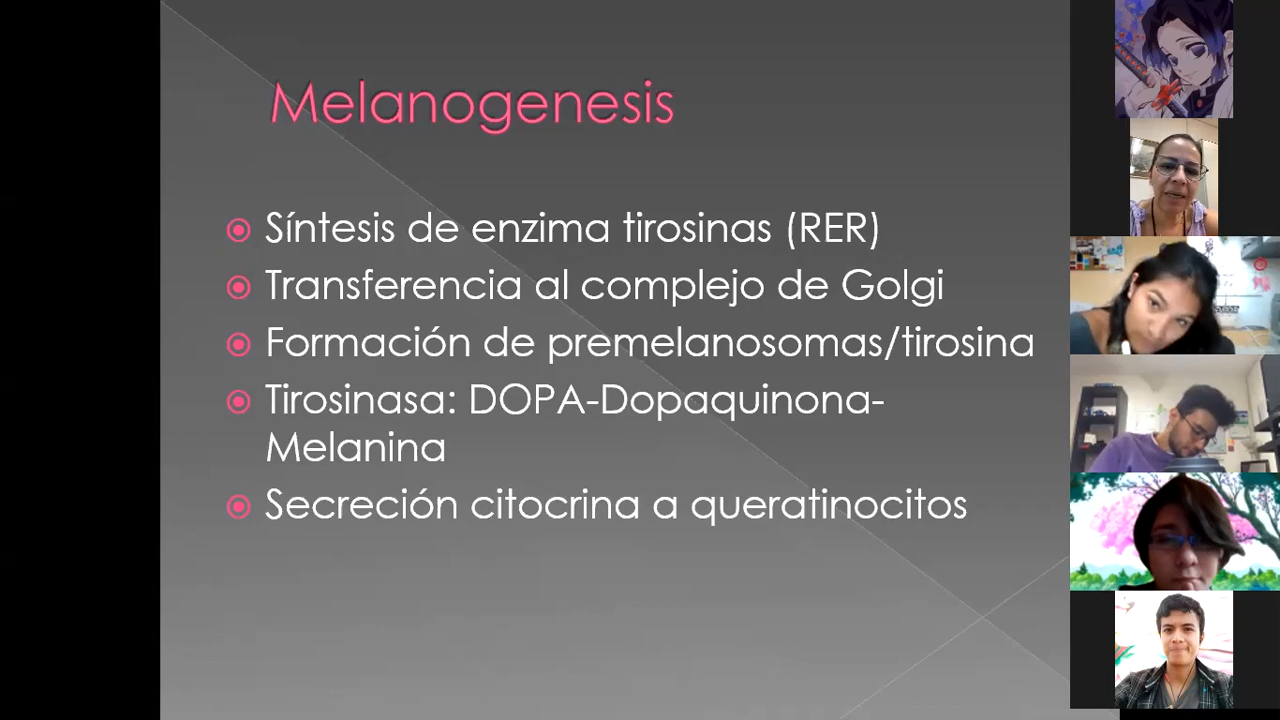 Melanogenesis
Síntesis de enzima tirosinas (RER)
Transferencia al complejo de Golgi
Formación de premelanosomas/tirosina
Tirosinasa: DOPA-Dopaquinona-
Melanina
Secreción citocrina a queratinocitos